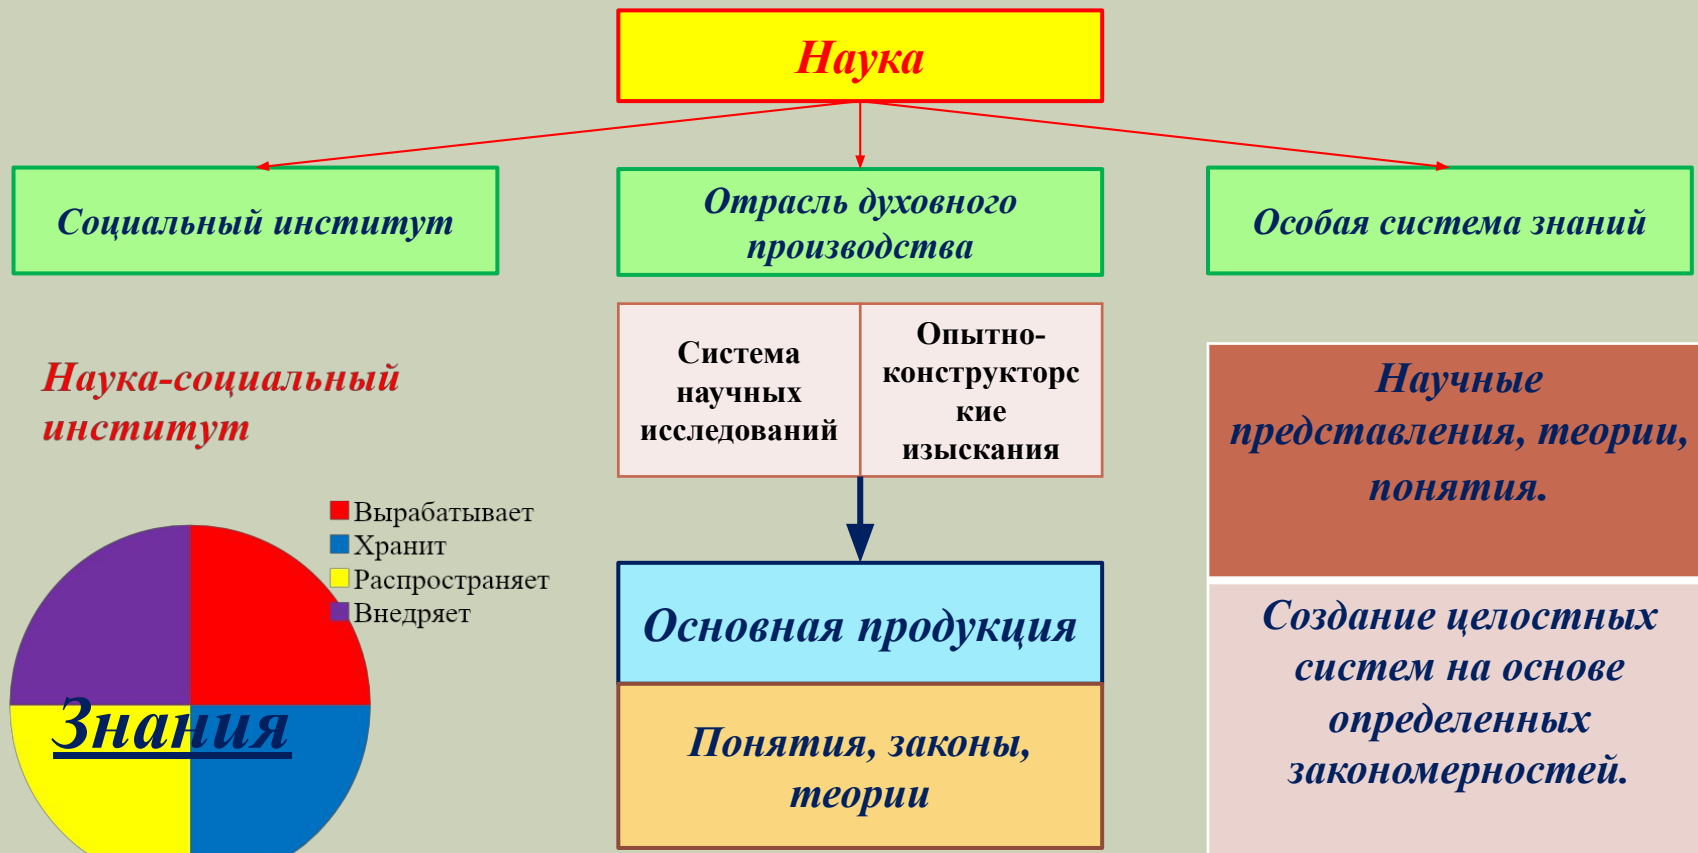 Наука
Социальный институт
Отрасль духовного
производства
Особая система знаний
Наука-социальный
институт
Вырабатывает
Хранит
Распространяет
Внедряет
Знания
Система
научных
исследований
Опытно-
конструкторс
кие
изыскания
Основная продукция
Понятия, законы,
теории
Научные
представления, теории,
понятия.
Создание целостных
систем на основе
определенных
закономерностей.